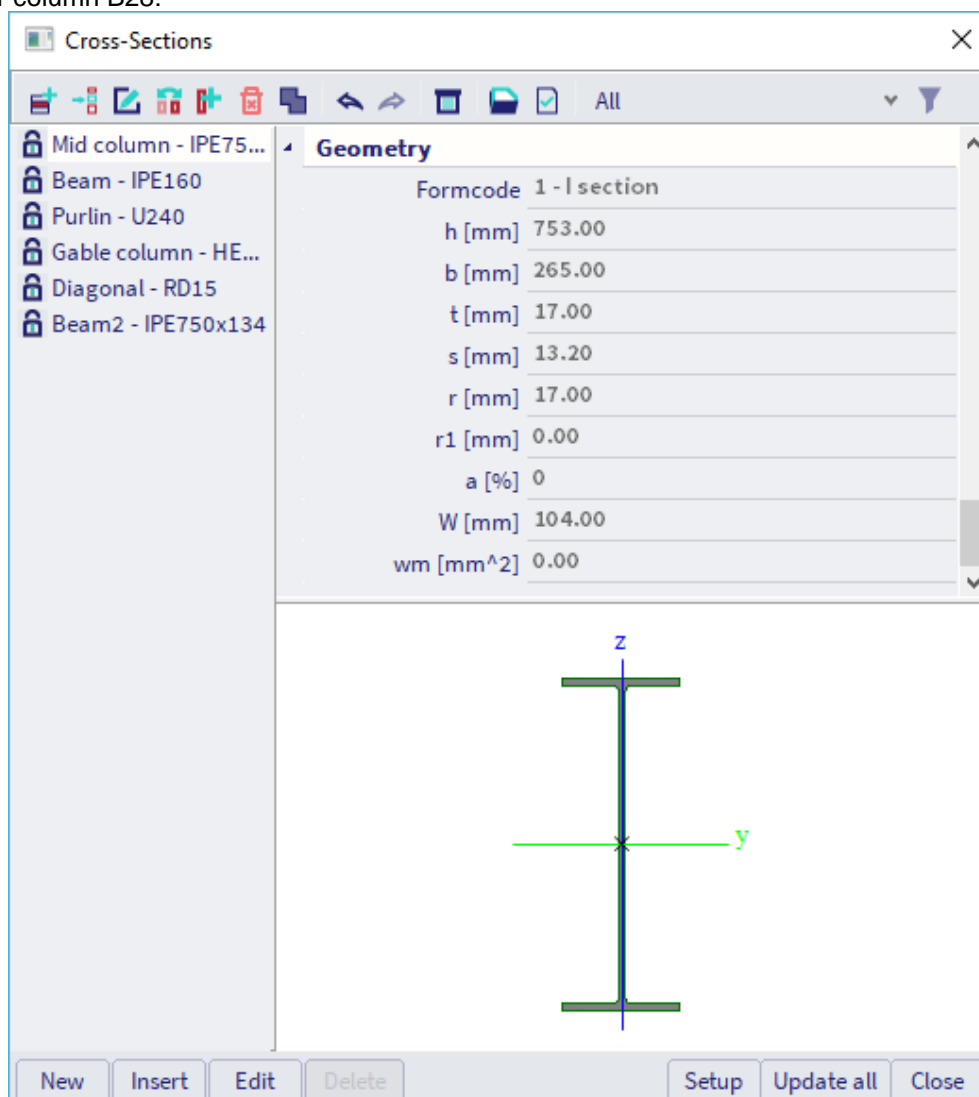 column B28.
Cross-Sections
All
Mid column - IPE75...
Beam - IPE160
Purlin - U240
Gable column - HE...
Diagonal - RD15
Beam2 - IPE750x134
Geometry
Formcode 1 - I section
h [mm] 753.00
b [mm] 265.00
t [mm] 17.00
s [mm] 13.20
r [mm] 17.00
r1 [mm] 0.00
a [%] 0
W [mm] 104.00
wm [mm^2] 0.00
z
y
New Insert Edit Delete Setup Update all Close